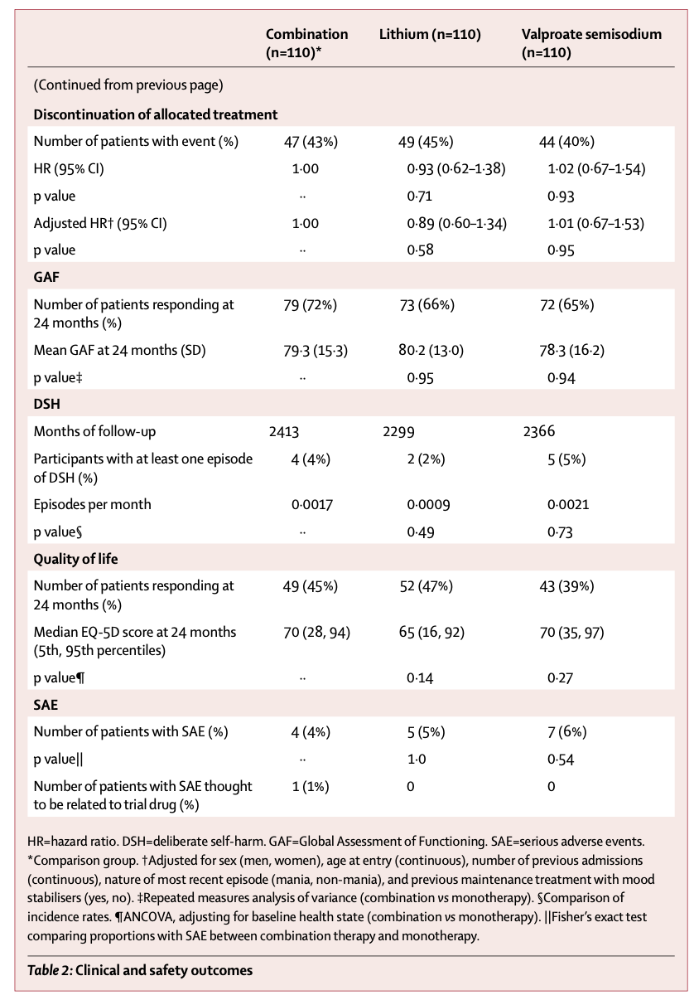 Combination (n=110)* Lithium (n=110) Valproate semisodium (n=110)
(Continued from previous page)
Discontinuation of allocated treatment
Number of patients with event (%) 47 (43%) 49 (45%) 44 (40%)
HR (95% CI) 1·00 0·93 (0·62–1·38) 1·02 (0·67–1·54)
p value ·· 0·71 0·93
Adjusted HR† (95% CI) 1·00 0·89 (0·60–1·34) 1·01 (0·67–1·53)
p value ·· 0·58 0·95
GAF
Number of patients responding at
24 months (%) 79 (72%) 73 (66%) 72 (65%)
Mean GAF at 24 months (SD) 79·3 (15·3) 80·2 (13·0) 78·3 (16·2)
p value‡ ·· 0·95 0·94
DSH
Months of follow-up 2413 2299 2366
Participants with at least one episode
of DSH (%) 4 (4%) 2 (2%) 5 (5%)
Episodes per month 0·0017 0·0009 0·0021
p value§ ·· 0·49 0·73
Quality of life
Number of patients responding at
24 months (%) 49 (45%) 52 (47%) 43 (39%)
Median EQ-5D score at 24 months
(5th, 95th percentiles) 70 (28, 94) 65 (16, 92) 70 (35, 97)
p value¶ ·· 0·14 0·27
SAE
Number of patients with SAE (%) 4 (4%) 5 (5%) 7 (6%)
p value|| ·· 1·0 0·54
Number of patients with SAE thought
to be related to trial drug (%) 1 (1%) 0 0
HR=hazard ratio. DSH=deliberate self-harm. GAF=Global Assessment of Functioning. SAE=serious adverse events.
*Comparison group. †Adjusted for sex (men, women), age at entry (continuous), number of previous admissions
(continuous), nature of most recent episode (mania, non-mania), and previous maintenance treatment with mood
stabilisers (yes, no). ‡Repeated measures analysis of variance (combination vs monotherapy). §Comparison of
incidence rates. ¶ANCOVA, adjusting for baseline health state (combination vs monotherapy). ||Fisher's exact test
comparing proportions with SAE between combination therapy and monotherapy.
Table 2: Clinical and safety outcomes